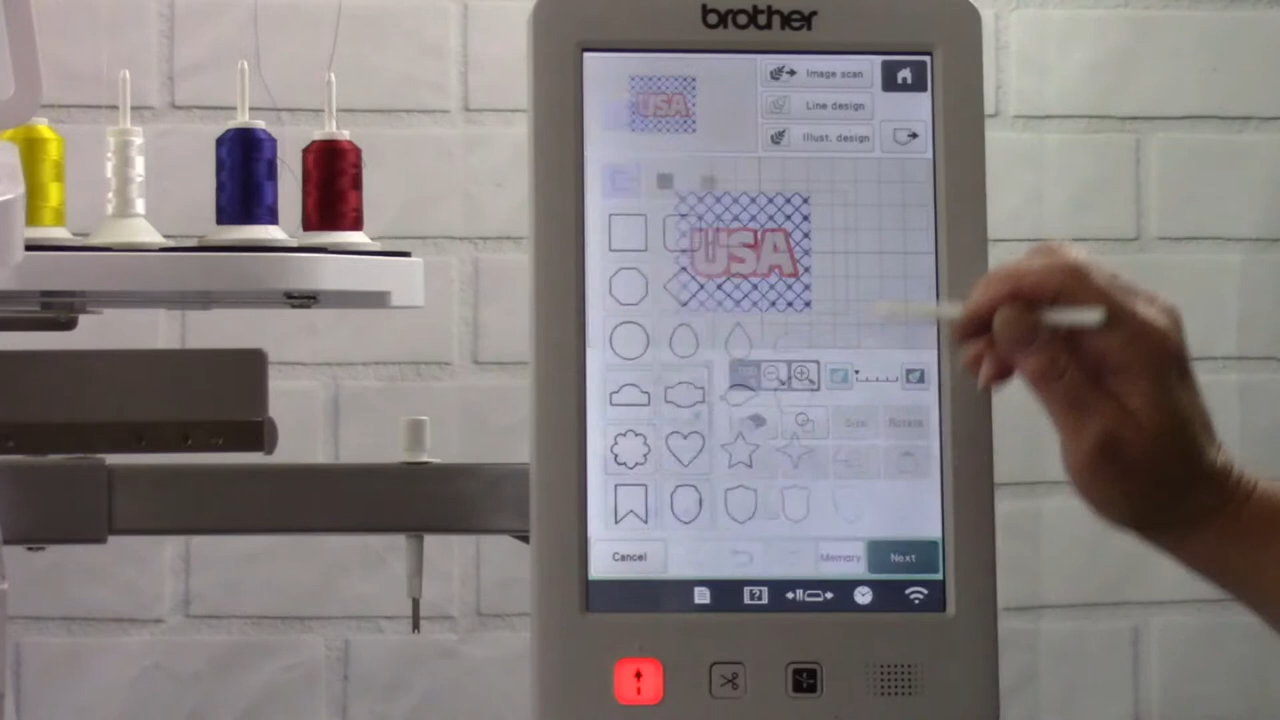 brother
Image scan
Line design
Illust. design
USA
USA
Size
Rotate
Cancel
Memory
Next